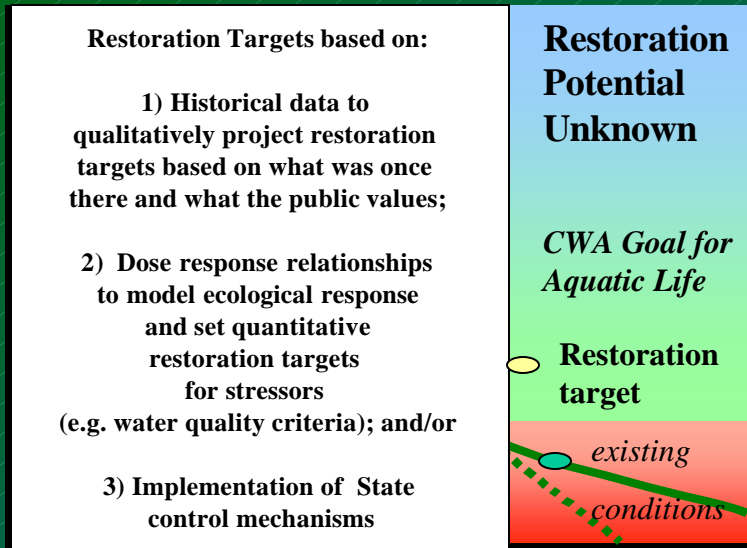 Restoration Targets based on:
1) Historical data to
qualitatively project restoration
targets based on what was once
there and what the public values;
2) Dose response relationships
to model ecological response
and set quantitative
restoration targets
for stressors
(e.g. water quality criteria); and/or
3) Implementation of State
control mechanisms
Restoration
Potential
Unknown
CWA Goal for
Aquatic Life
Restoration
target
existing
conditions